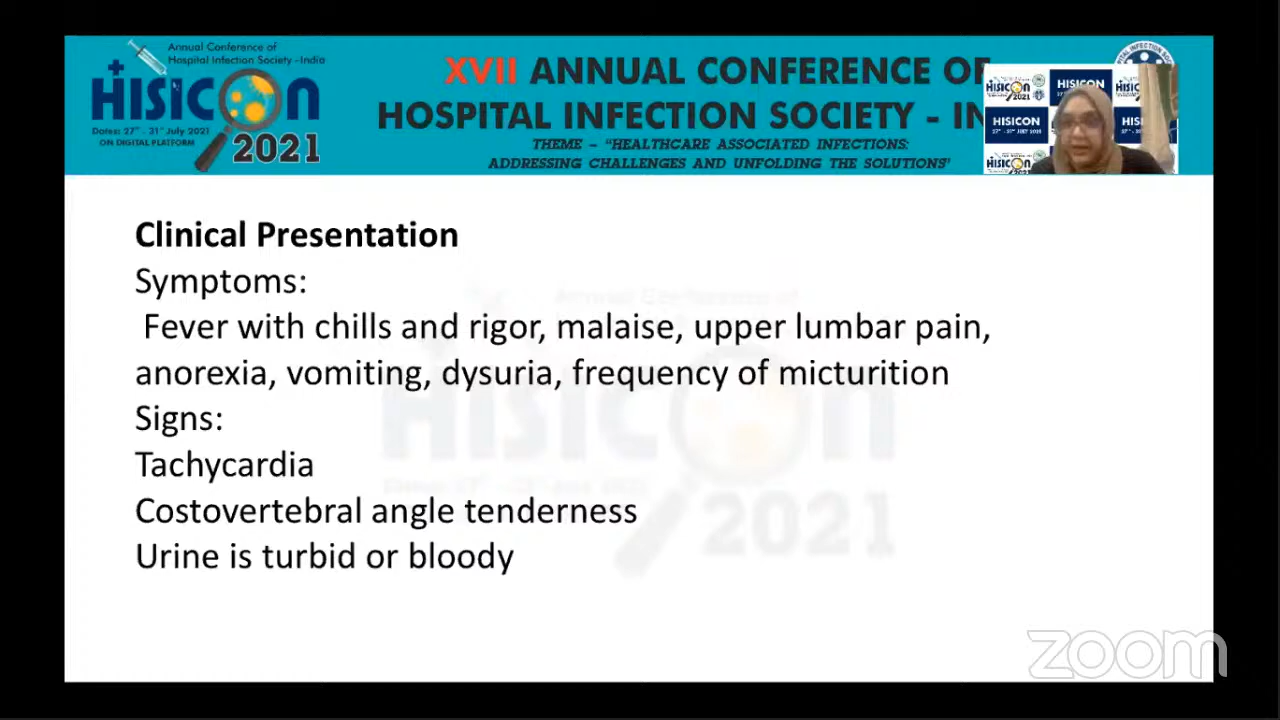 Annual Conference of
Hospital Infection Society -India
HISICON
Dates: 27th - 31st July 2021
ON DIGITAL PLATFORM
2021
XVII ANNUAL CONFERENCE OF
HOSPITAL INFECTION SOCIETY - IN
THEME - "HEALTHCARE ASSOCIATED INFECTIONS:
ADDRESSING CHALLENGES AND UNFOLDING THE SOLUTIONS"
HISICON
HISICON
Clinical Presentation
Symptoms:
Fever with chills and rigor, malaise, upper lumbar pain,
anorexia, vomiting, dysuria, frequency of micturition
Signs:
Tachycardia
Costovertebral angle tenderness
Urine is turbid or bloody
HISICON
2021
zoom